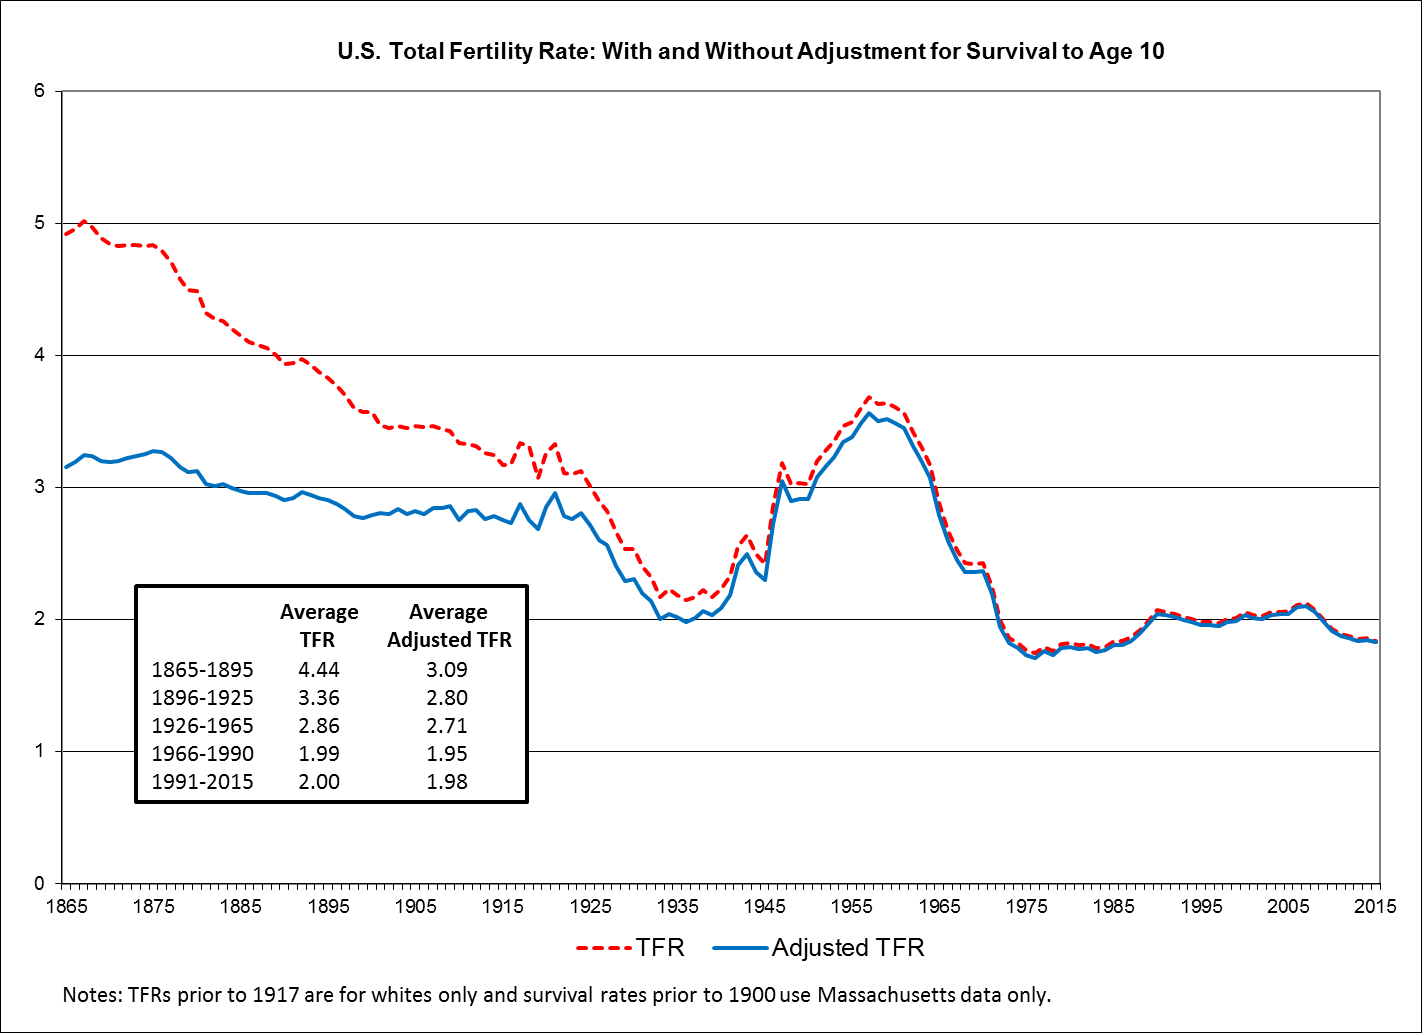 U.S. Total Fertility Rate: With and Without Adjustment for Survival to Age 10
6
5
4
3
2
1
0
Average Average
TFR Adjusted TFR
1865-1895 4.44 3.09
1896-1925 3.36 2.80
1926-1965 2.86 2.71
1966-1990 1.99 1.95
1991-2015 2.00 1.98
1865 1875 1885 1895 1905 1915 1925 1935 1945 1955 1965 1975 1985 1995 2005 2015
TFR Adjusted TFR
Notes: TFRs prior to 1917 are for whites only and survival rates prior to 1900 use Massachusetts data only.